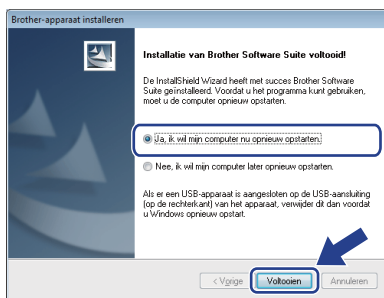 Brother-apparaat installeren
Installatie van Brother Software Suite voltooid!
De InstallShield Wizard heeft met succes Brother Software
Suite geïnstalleerd. Voordat u het programma kunt gebruiken,
moet u de computer opnieuw opstarten.
Ja, ik wil mijn computer nu opnieuw opstarten.
Nee, ik wil mijn computer later opnieuw opstarten.
Als er een USB-apparaat is aangesloten op de USB-aansluiting
(op de rechterkant) van het apparaat, verwijder dit dan voordat
u Windows opnieuw opstart.
< Vorige
Voltooien
Annuleren